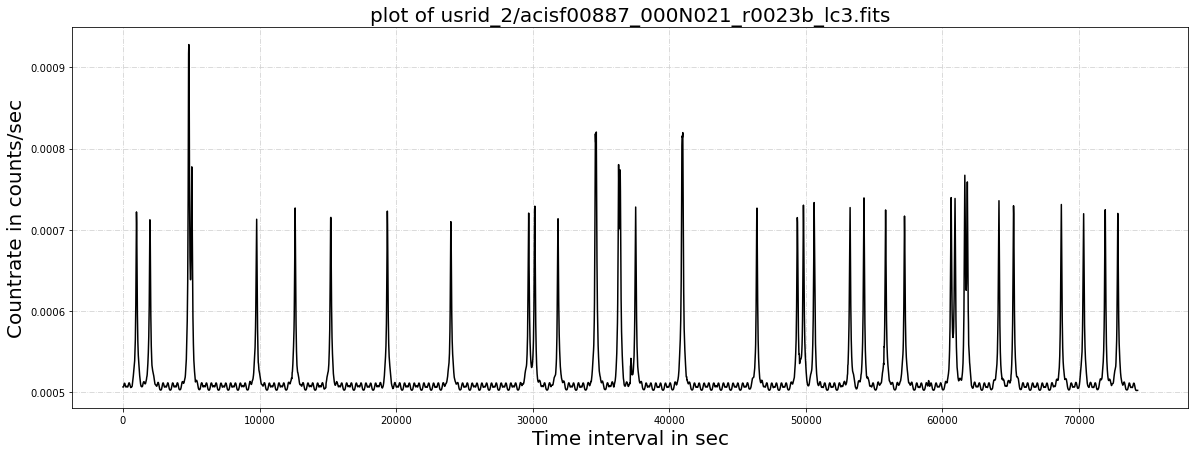 plot of usrid_2/acisf00887_000N021_r0023b_lc3.fits
Countrate in counts/sec
0.0009
0.0008
0.0007
0.0006
0.0005
0 10000 20000 30000 40000 50000 60000 70000
Time interval in sec